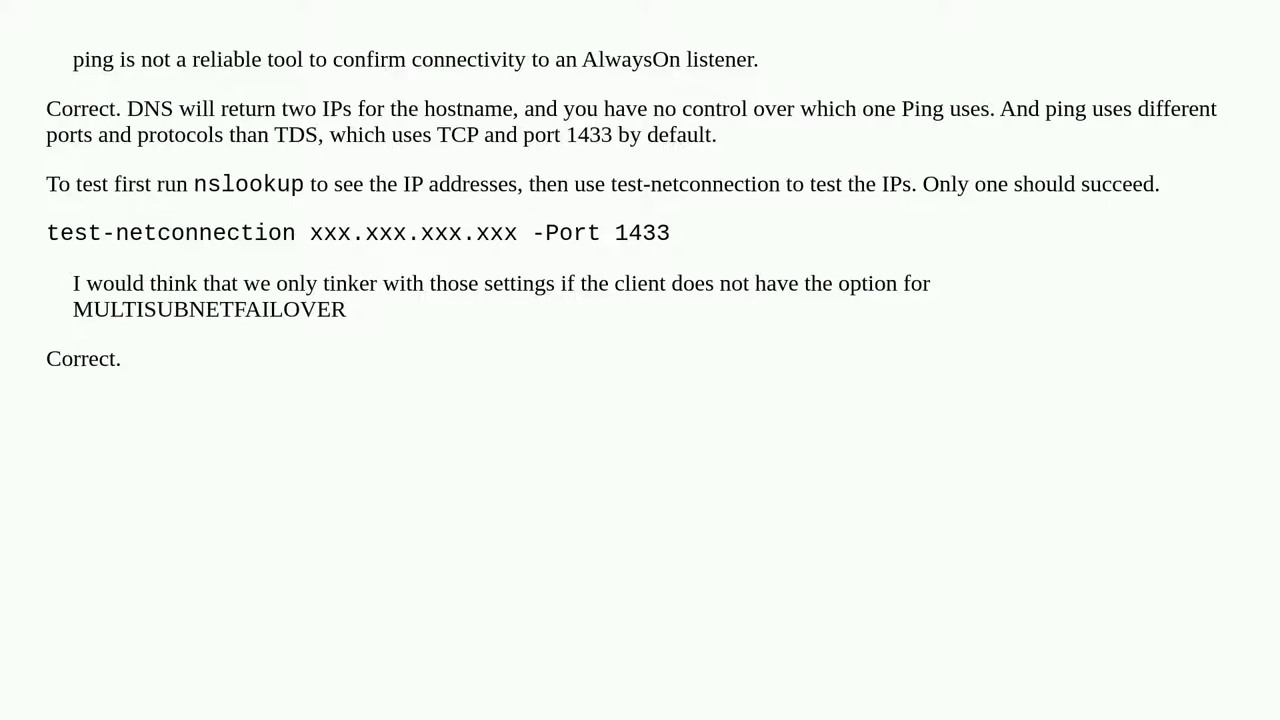 ping is not a reliable tool to confirm connectivity to an AlwaysOn listener.
Correct. DNS will return two IPs for the hostname, and you have no control over which one Ping uses. And ping uses different
ports and protocols than TDS, which uses TCP and port 1433 by default.
To test first run nslookup to see the IP addresses, then use test-netconnection to test the IPs. Only one should succeed.
test-netconnection xxx.xxx.xxx.xxx -Port 1433
I would think that we only tinker with those settings if the client does not have the option for
MULTISUBNETFAILOVER
Correct.